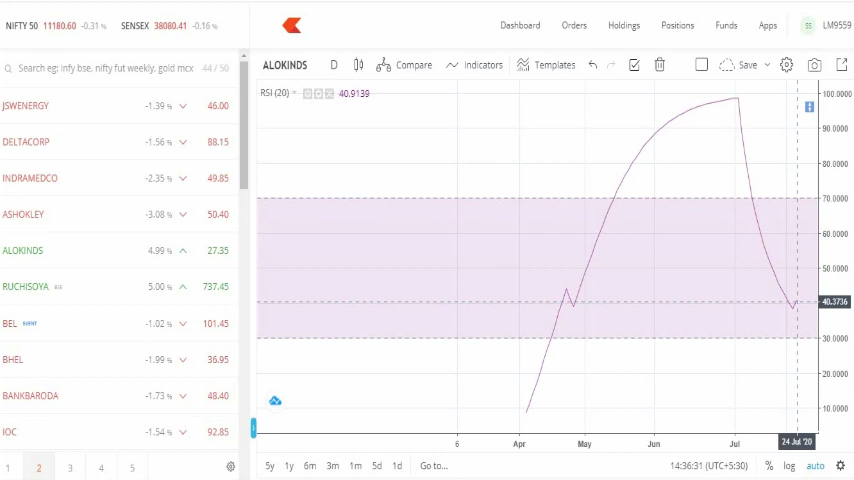 NIFTY 50 11180.60 -0.31 % SENSEX 38080.41 -0.16 % Dashboard Orders Holdings Positions Funds Apps SS LM9559
Search eg: infy bse, nifty fut weekly, gold mcx 44 / 50
ALOKINDS D Compare Indicators Templates Save
RSI (20) 40.9139
JSWENERGY -1.39 % 46.00
DELTACORP -1.56 % 88.15
INDRAMEDCO -2.35 % 49.85
ASHOKLEY -3.08 % 50.40
ALOKINDS 4.99 % 27.35
RUCHISOYA BSE 5.00 % 737.45
BEL EVENT -1.02 % 101.45
BHEL -1.99 % 36.95
BANKBARODA -1.73 % 48.40
IOC -1.54 % 92.85
1 2 3 4 5
100.0000
90.0000
80.0000
70.0000
60.0000
50.0000
40.3736
30.0000
20.0000
10.0000
6 Apr May Jun Jul 24 Jul '20
5y 1y 6m 3m 1m 5d 1d Go to... 14:36:31 (UTC+5:30) % log auto